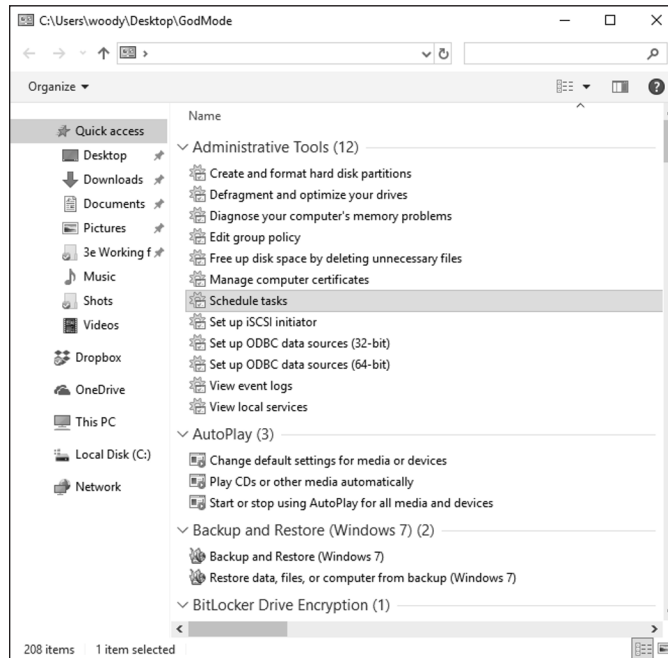 C:\Users\woody\Desktop\GodMode
Organize
Quick access
Desktop
Downloads
Documents
Pictures
3e Working f
Music
Shots
Videos
Dropbox
OneDrive
This PC
Local Disk (C:)
Network
Name
Administrative Tools (12)
Create and format hard disk partitions
Defragment and optimize your drives
Diagnose your computer's memory problems
Edit group policy
Free up disk space by deleting unnecessary files
Manage computer certificates
Schedule tasks
Set up iSCSI initiator
Set up ODBC data sources (32-bit)
Set up ODBC data sources (64-bit)
View event logs
View local services
AutoPlay (3)
Change default settings for media or devices
Play CDs or other media automatically
Start or stop using AutoPlay for all media and devices
Backup and Restore (Windows 7) (2)
Backup and Restore (Windows 7)
Restore data, files, or computer from backup (Windows 7)
BitLocker Drive Encryption (1)
208 items 1 item selected